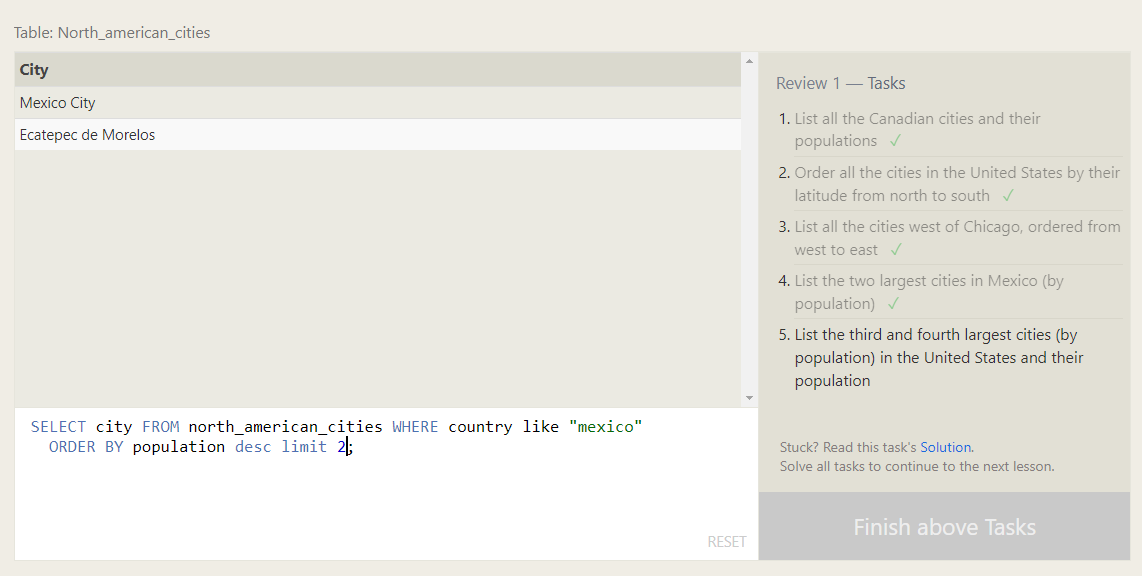 Table: North_american_cities
City
Mexico City
Ecatepec de Morelos
SELECT city FROM north_american_cities WHERE country like "mexico"
ORDER BY population desc limit 2;
RESET
Review 1 — Tasks
1. List all the Canadian cities and their
populations ✓
2. Order all the cities in the United States by their
latitude from north to south ✓
3. List all the cities west of Chicago, ordered from
west to east ✓
4. List the two largest cities in Mexico (by
population) ✓
5. List the third and fourth largest cities (by
population) in the United States and their
population
Stuck? Read this task's Solution.
Solve all tasks to continue to the next lesson.
Finish above Tasks